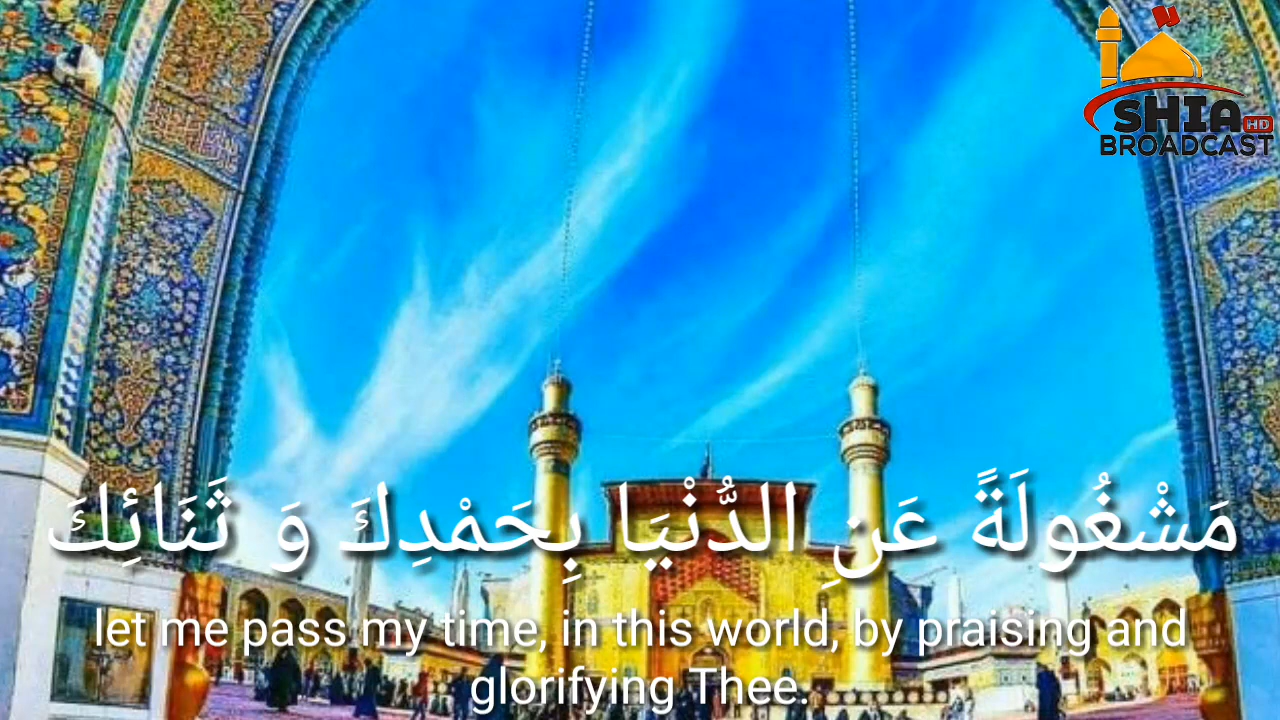 SHIA HD
BROADCAST
مَشْغُولَةً عَنِ الدُّنْيَا بِحَمْدِكَ وَ ثَنَائِكَ
let me pass my time, in this world, by praising and
glorifying Thee.